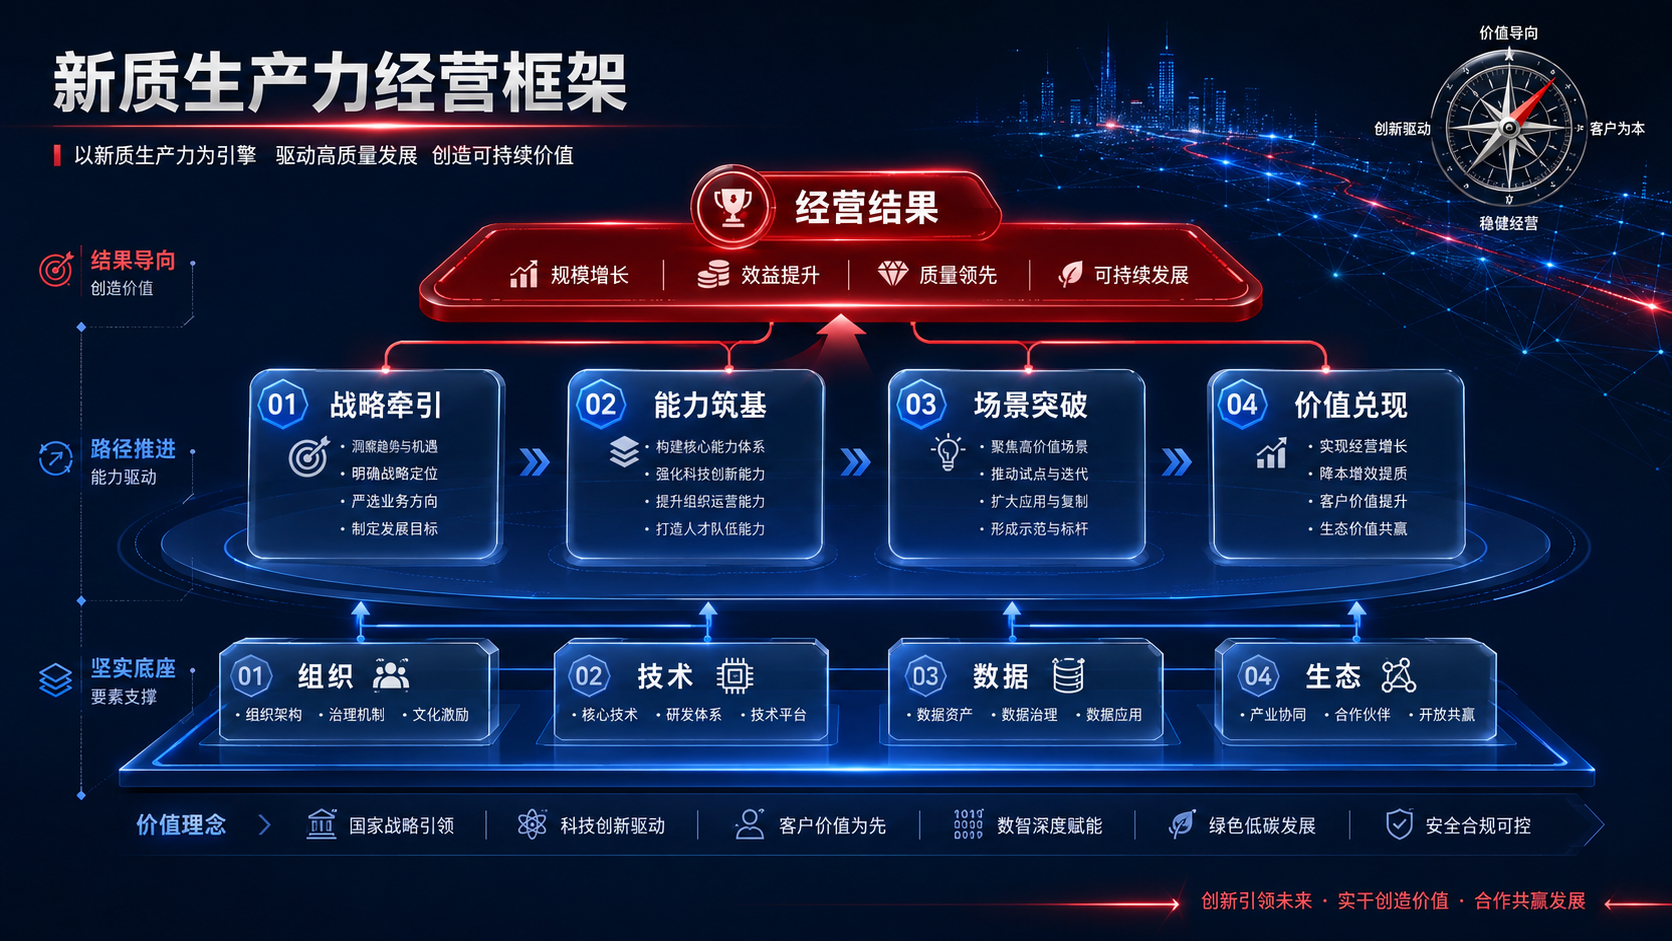 新质生产力经营框架
以新质生产力为引擎 驱动高质量发展 创造可持续价值
价值导向
创新驱动
客户为本
稳健经营
经营结果
规模增长
效益提升
质量领先
可持续发展
结果导向
创造价值
路径推进
能力驱动
坚实底座
要素支撑
01 战略牵引
• 洞察趋势与机遇
• 明确战略定位
• 严选业务方向
• 制定发展目标
02 能力筑基
• 构建核心能力体系
• 强化科技创新能力
• 提升组织运营能力
• 打造人才队伍能力
03 场景突破
• 聚焦高价值场景
• 推动试点与迭代
• 扩大应用与复制
• 形成示范与标杆
04 价值兑现
• 实现经营增长
• 降本增效提质
• 客户价值提升
• 生态价值共赢
01 组织
• 组织架构 • 治理机制 • 文化激励
02 技术
• 核心技术 • 研发体系 • 技术平台
03 数据
• 数据资产 • 数据治理 • 数据应用
04 生态
• 产业协同 • 合作伙伴 • 开放共赢
价值理念
国家战略引领
科技创新驱动
客户价值为先
数智深度赋能
绿色低碳发展
安全合规可控
创新引领未来 · 实干创造价值 · 合作共赢发展